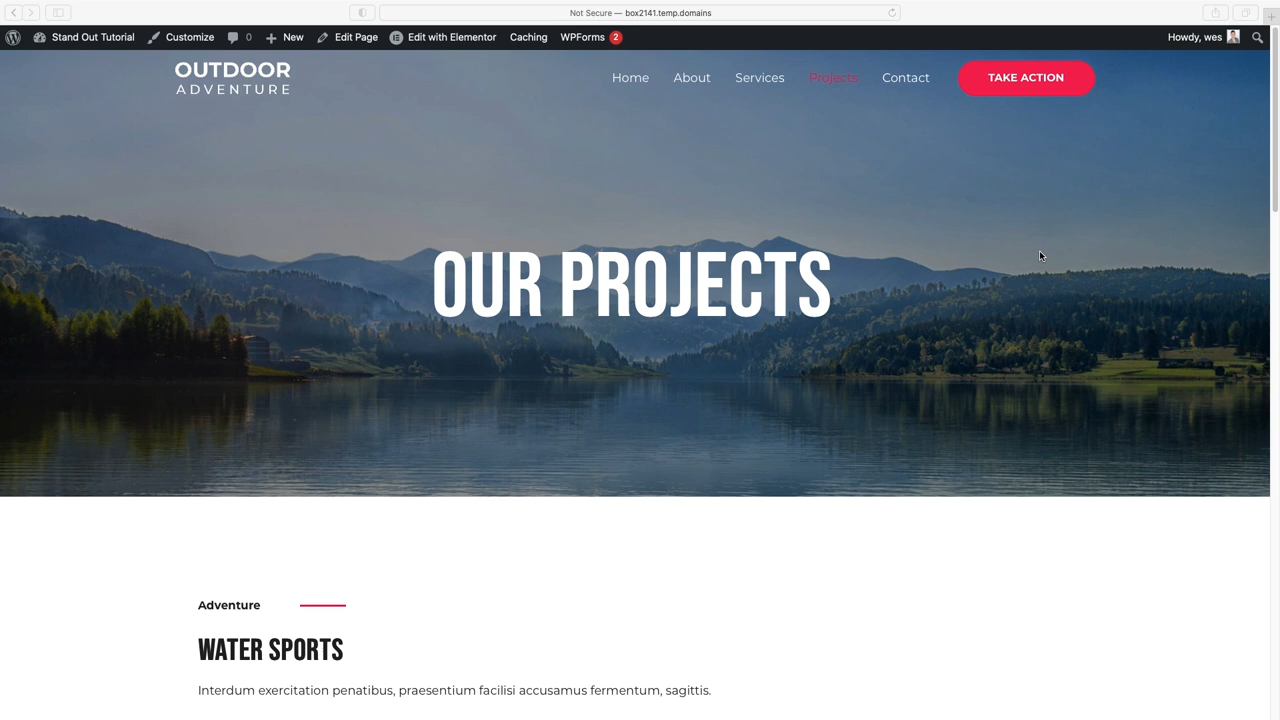 Not Secure — box2141.temp.domains
Stand Out Tutorial Customize 0 New Edit Page Edit with Elementor Caching WPForms 2 Howdy, wes
OUTDOOR
ADVENTURE
Home About Services Projects Contact TAKE ACTION
OUR PROJECTS
Adventure
WATER SPORTS
Interdum exercitation penatibus, praesentium facilisi accusamus fermentum, sagittis.